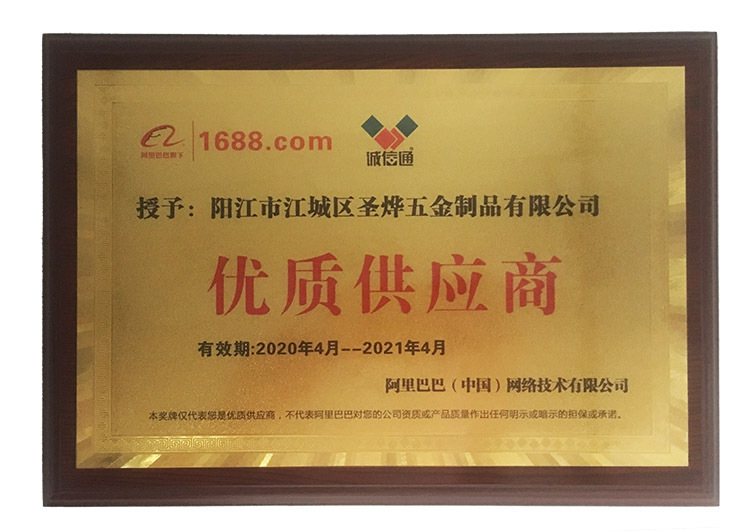 阿里巴巴旗下 1688.com 诚信通
授予：阳江市江城区圣烨五金制品有限公司
优质供应商
有效期:2020年4月--2021年4月
阿里巴巴（中国）网络技术有限公司
本奖牌仅代表您是优质供应商，不代表阿里巴巴对您的公司资质或产品质量作出任何明示或暗示的担保或承诺。